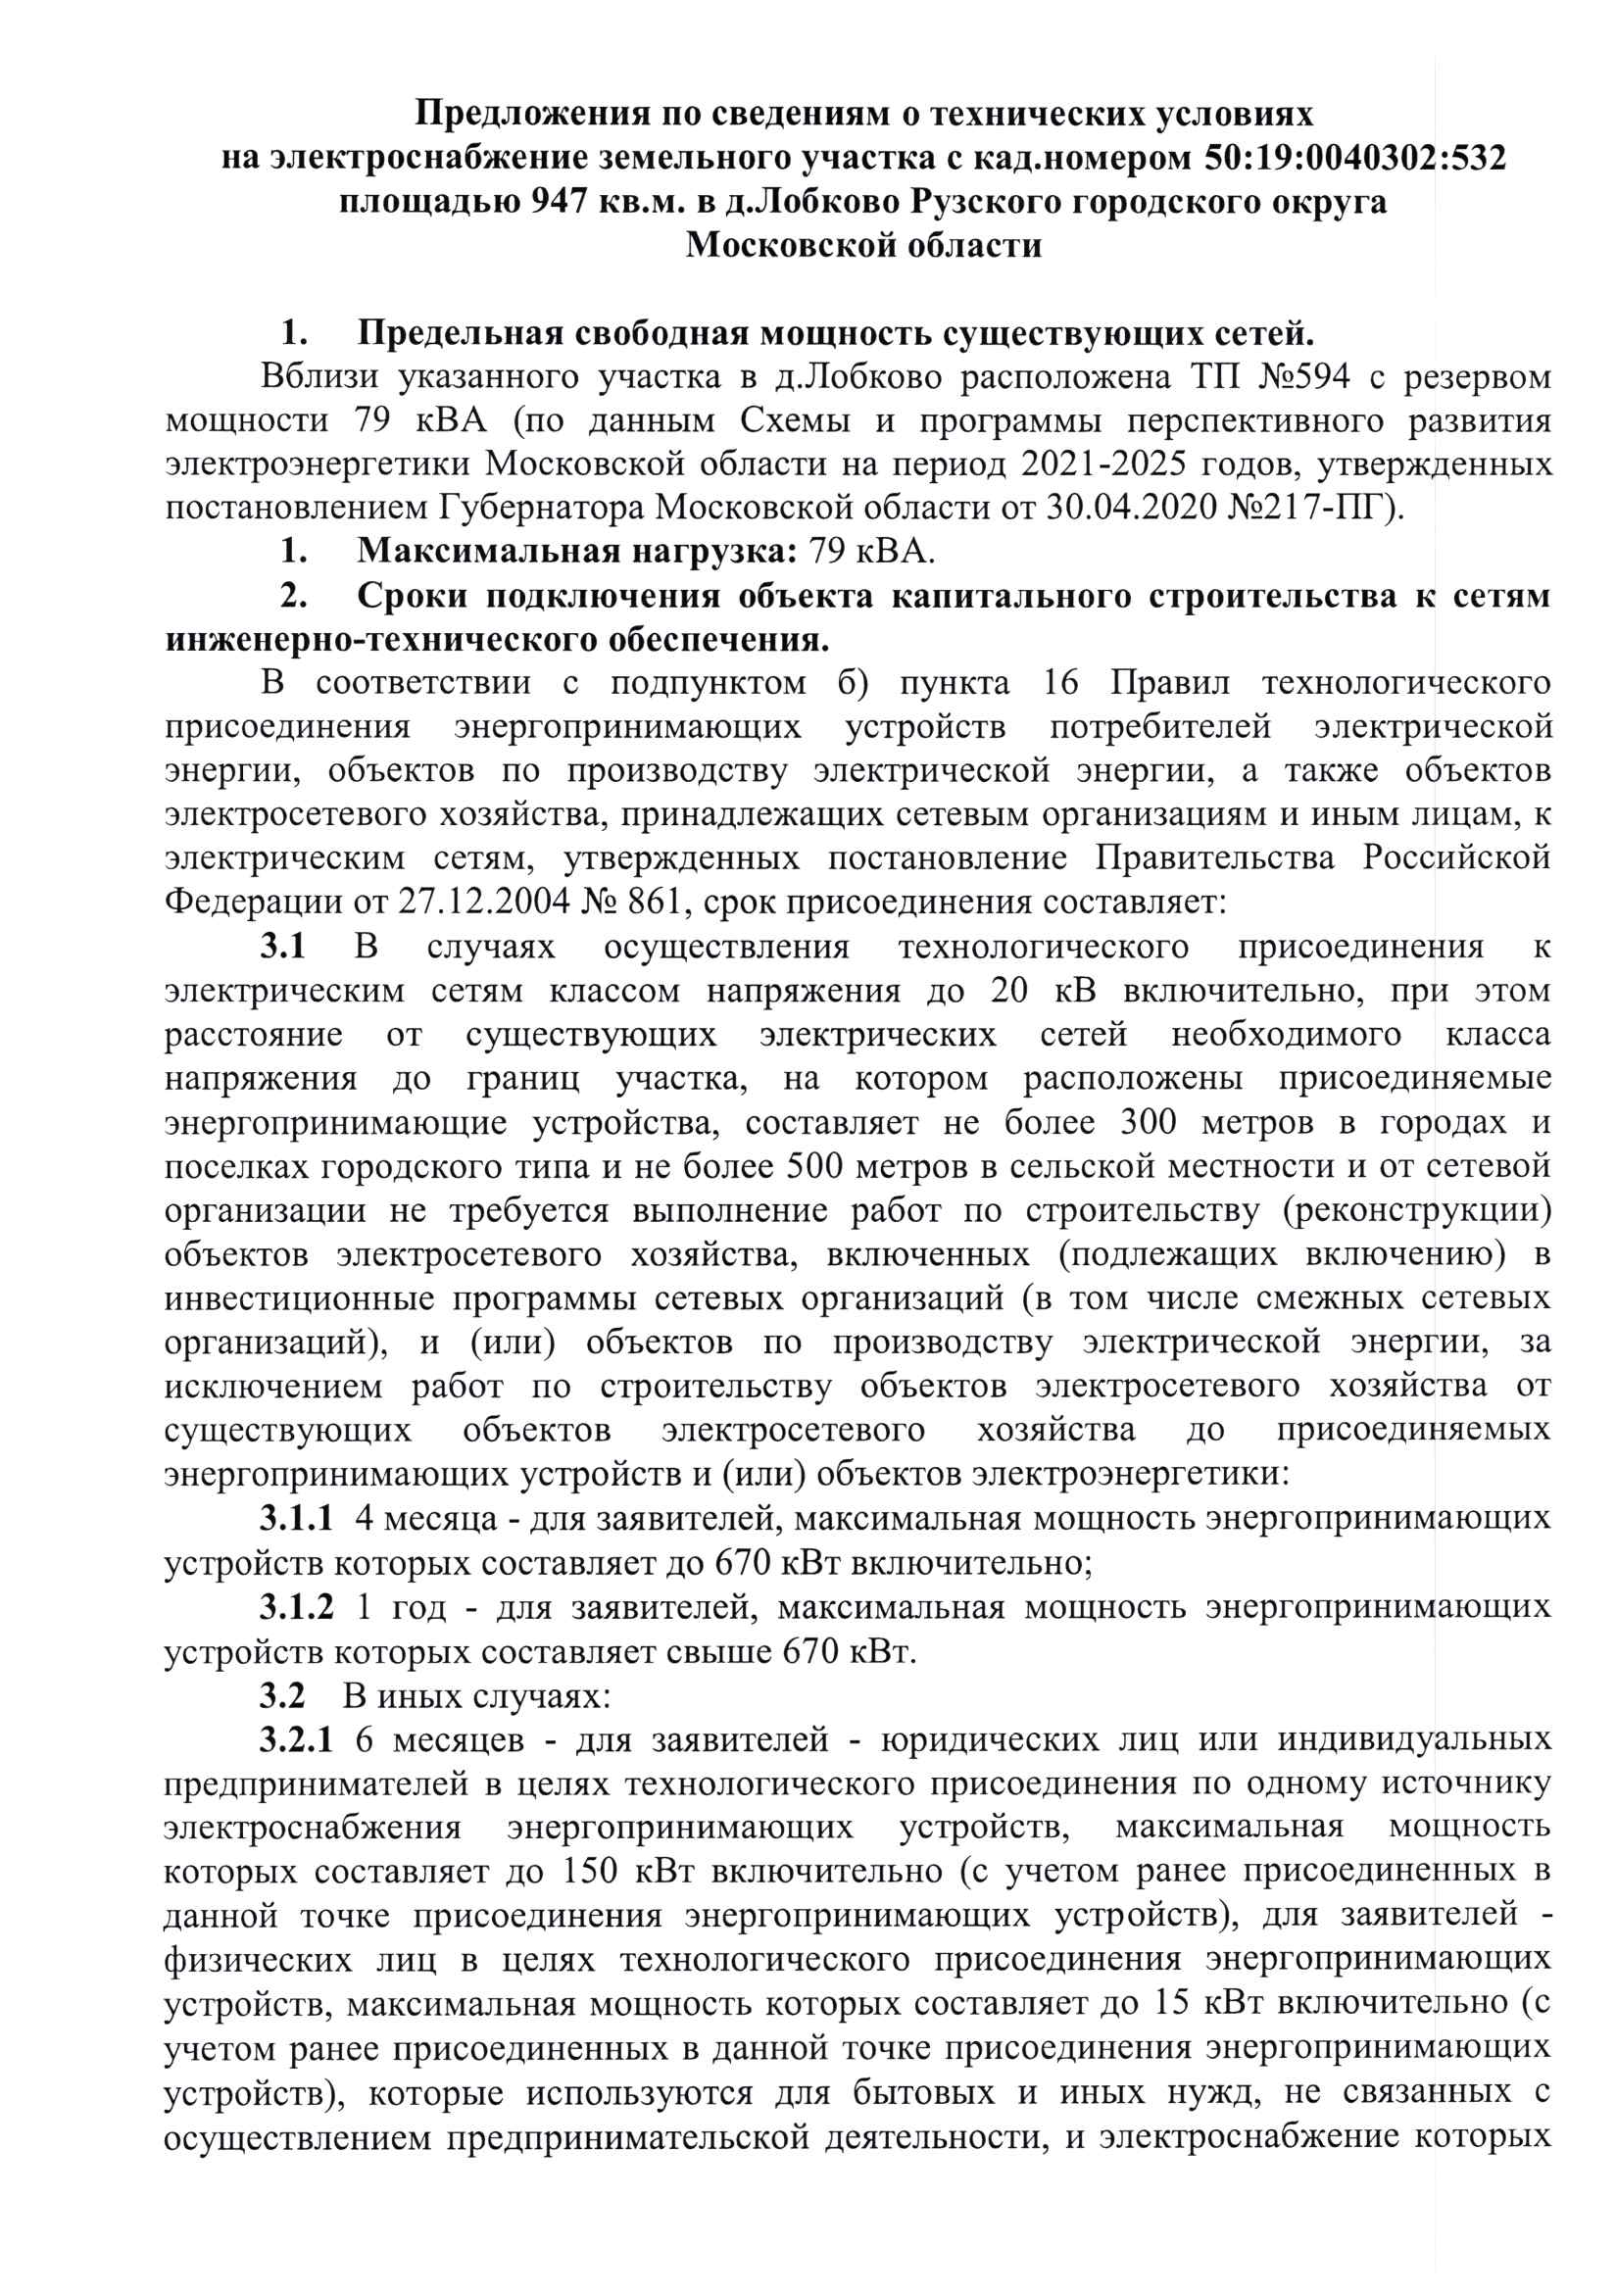 Предложения по сведениям о технических условиях
на электроснабжение земельного участка с кад.номером 50:19:0040302:532
площадью 947 кв.м. в д.Лобково Рузского городского округа
Московской области
1. Предельная свободная мощность существующих сетей.
Вблизи указанного участка в д.Лобково расположена ТП №594 с резервом
мощности 79 кВА (по данным Схемы и программы перспективного развития
электроэнергетики Московской области на период 2021-2025 годов, утвержденных
постановлением Губернатора Московской области от 30.04.2020 №217-ПГ).
1. Максимальная нагрузка: 79 кВА.
2. Сроки подключения объекта капитального строительства к сетям
инженерно-технического обеспечения.
В соответствии с подпунктом б) пункта 16 Правил технологического
присоединения энергопринимающих устройств потребителей электрической
энергии, объектов по производству электрической энергии, а также объектов
электросетевого хозяйства, принадлежащих сетевым организациям и иным лицам, к
электрическим сетям, утвержденных постановление Правительства Российской
Федерации от 27.12.2004 № 861, срок присоединения составляет:
3.1 В случаях осуществления технологического присоединения к
электрическим сетям классом напряжения до 20 кВ включительно, при этом
расстояние от существующих электрических сетей необходимого класса
напряжения до границ участка, на котором расположены присоединяемые
энергопринимающие устройства, составляет не более 300 метров в городах и
поселках городского типа и не более 500 метров в сельской местности и от сетевой
организации не требуется выполнение работ по строительству (реконструкции)
объектов электросетевого хозяйства, включенных (подлежащих включению) в
инвестиционные программы сетевых организаций (в том числе смежных сетевых
организаций), и (или) объектов по производству электрической энергии, за
исключением работ по строительству объектов электросетевого хозяйства от
существующих объектов электросетевого хозяйства до присоединяемых
энергопринимающих устройств и (или) объектов электроэнергетики:
3.1.1 4 месяца - для заявителей, максимальная мощность энергопринимающих
устройств которых составляет до 670 кВт включительно;
3.1.2 1 год - для заявителей, максимальная мощность энергопринимающих
устройств которых составляет свыше 670 кВт.
3.2 В иных случаях:
3.2.1 6 месяцев - для заявителей - юридических лиц или индивидуальных
предпринимателей в целях технологического присоединения по одному источнику
электроснабжения энергопринимающих устройств, максимальная мощность
которых составляет до 150 кВт включительно (с учетом ранее присоединенных в
данной точке присоединения энергопринимающих устройств), для заявителей -
физических лиц в целях технологического присоединения энергопринимающих
устройств, максимальная мощность которых составляет до 15 кВт включительно (с
учетом ранее присоединенных в данной точке присоединения энергопринимающих
устройств), которые используются для бытовых и иных нужд, не связанных с
осуществлением предпринимательской деятельности, и электроснабжение которых